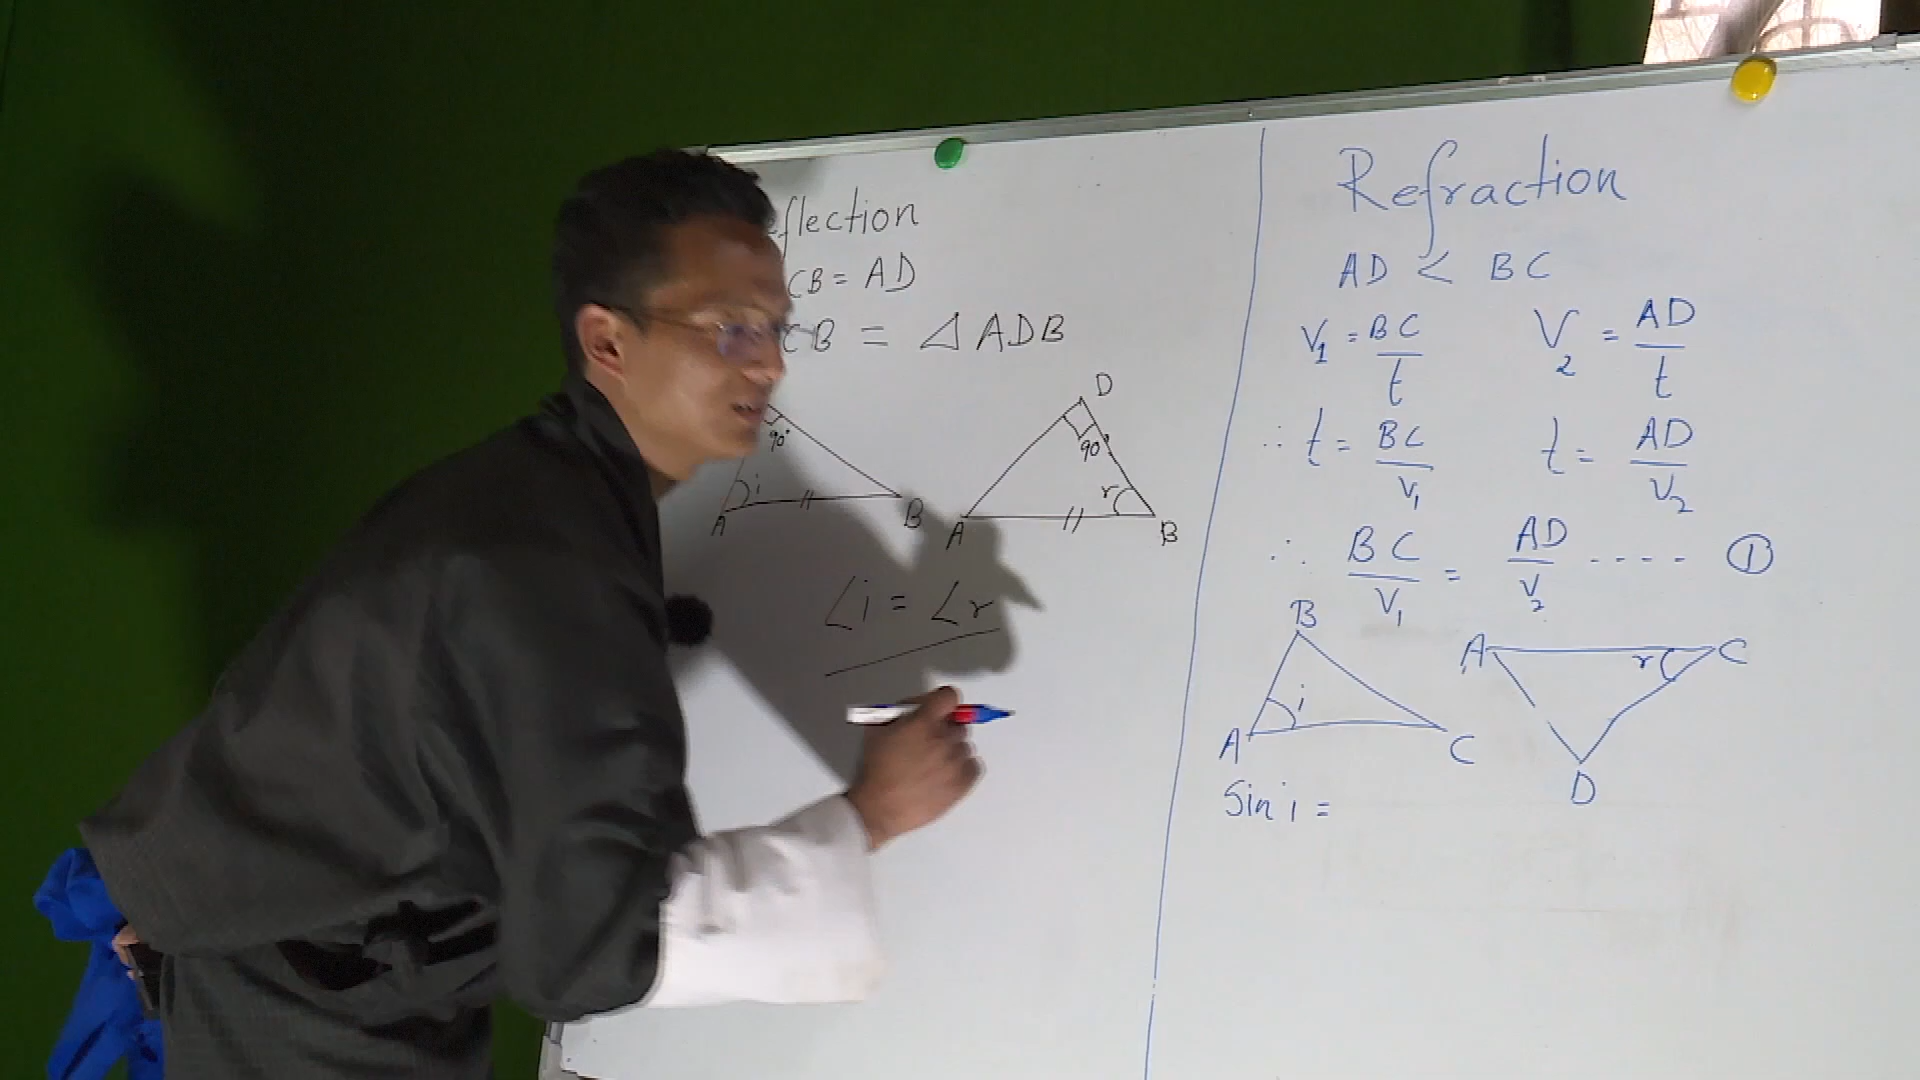 eflection
CB = AD
CB = △ ADB
90°
i
A
B
D
90°
r
A
B
∠i = ∠r
Refraction
AD < BC
V₁ = BC/t V₂ = AD/t
∴ t = BC/V₁ t = AD/V₂
∴ BC/V₁ = AD/V₂ ---- ①
B
i
A
C
A
r
C
D
Sin i =